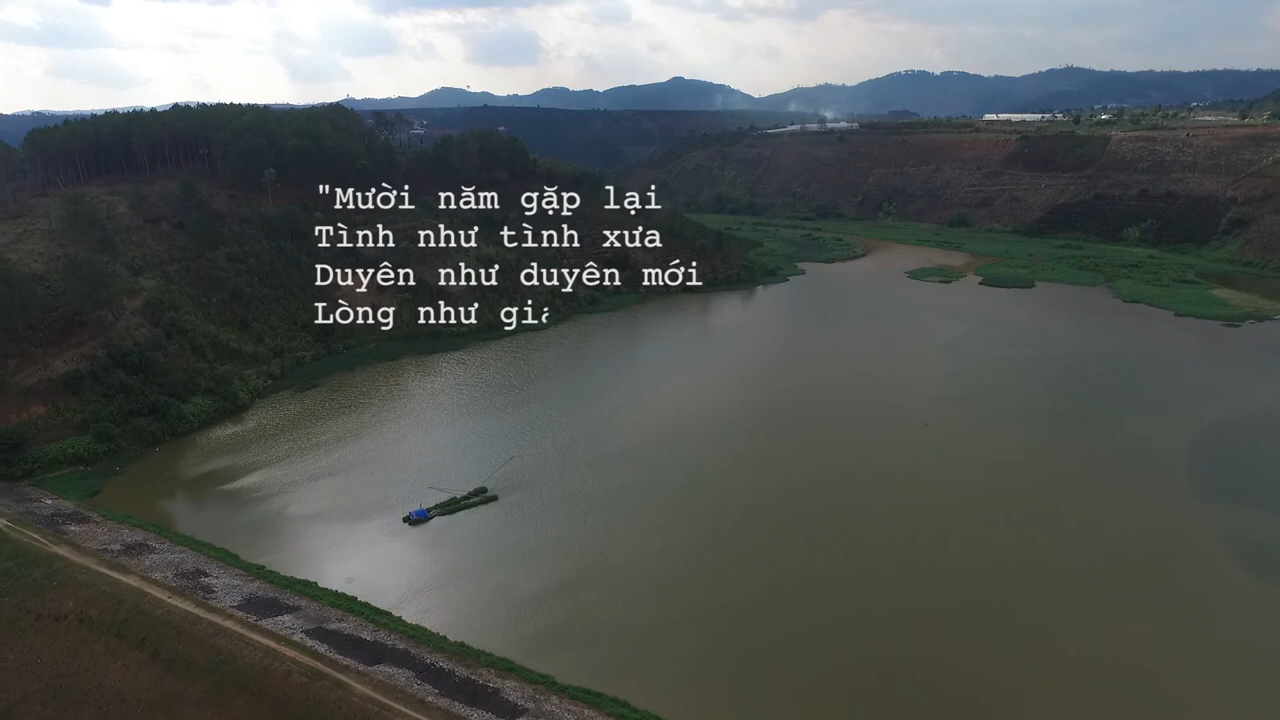 "Mười năm gặp lại
Tình như tình xưa
Duyên như duyên mới
Lòng như